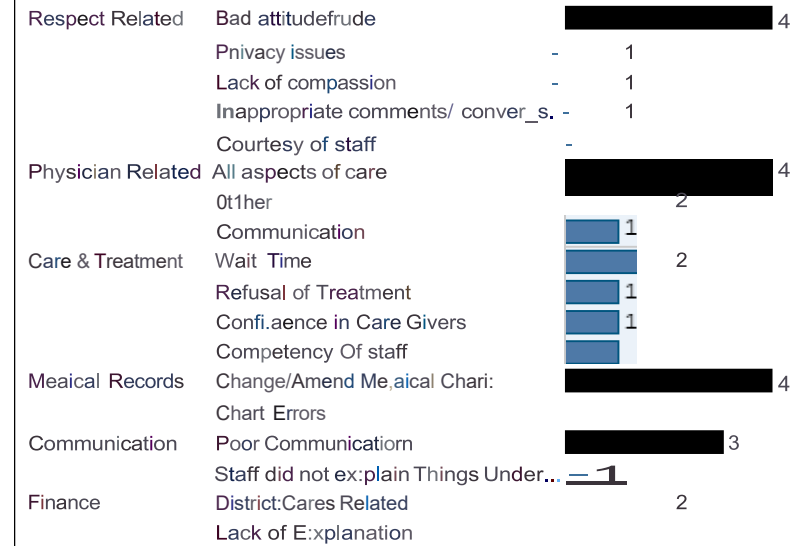 Respect Related Bad attitudefrude 4
Pnivacy issues - 1
Lack of compassion - 1
Inappropriate comments/ conver_s. - 1
Courtesy of staff -
Physician Related All aspects of care 4
0t1her 2
Communication 1
Care & Treatment Wait Time 2
Refusal of Treatment 1
Confi.aence in Care Givers 1
Competency Of staff
Meaical Records Change/Amend Me,aical Chari: 4
Chart Errors
Communication Poor Communicatiorn 3
Staff did not ex:plain Things Under... — 1
Finance District:Cares Related 2
Lack of E:xplanation